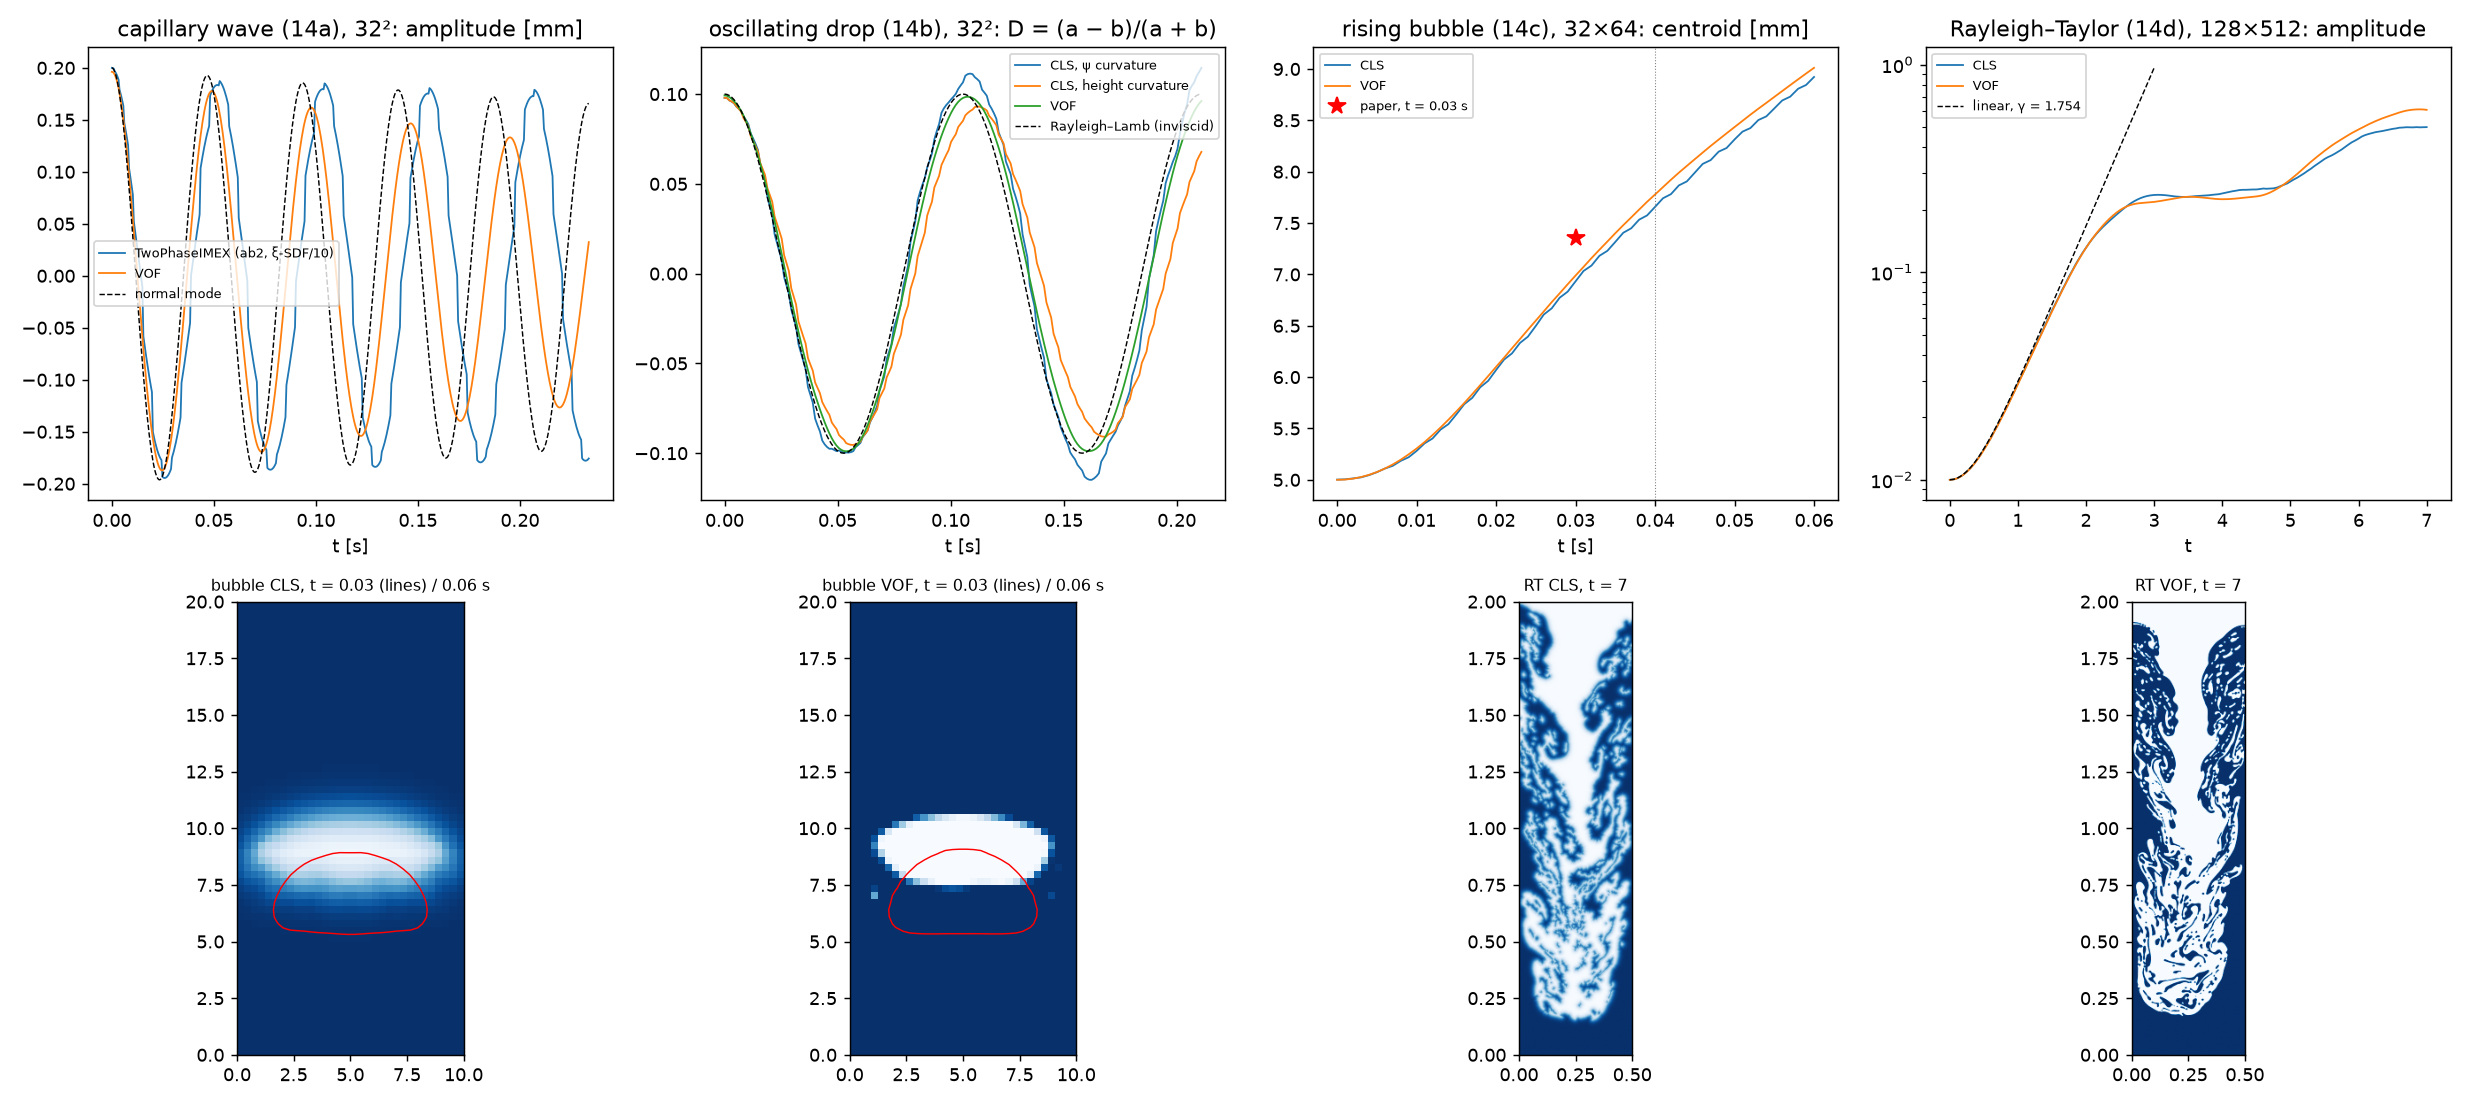 capillary wave (14a), 32²: amplitude [mm]
0.20
0.15
0.10
0.05
0.00
−0.05
−0.10
−0.15
−0.20
TwoPhaseIMEX (ab2, ξ-SDF/10)
VOF
normal mode
0.00 0.05 0.10 0.15 0.20
t [s]
oscillating drop (14b), 32²: D = (a − b)/(a + b)
0.10
0.05
0.00
−0.05
−0.10
CLS, ψ curvature
CLS, height curvature
VOF
Rayleigh–Lamb (inviscid)
0.00 0.05 0.10 0.15 0.20
t [s]
rising bubble (14c), 32×64: centroid [mm]
9.0
8.5
8.0
7.5
7.0
6.5
6.0
5.5
5.0
CLS
VOF
paper, t = 0.03 s
0.00 0.01 0.02 0.03 0.04 0.05 0.06
t [s]
Rayleigh–Taylor (14d), 128×512: amplitude
10⁰
10⁻¹
10⁻²
CLS
VOF
linear, γ = 1.754
0 1 2 3 4 5 6 7
t
bubble CLS, t = 0.03 (lines) / 0.06 s
20.0
17.5
15.0
12.5
10.0
7.5
5.0
2.5
0.0
0.0 2.5 5.0 7.5 10.0
bubble VOF, t = 0.03 (lines) / 0.06 s
20.0
17.5
15.0
12.5
10.0
7.5
5.0
2.5
0.0
0.0 2.5 5.0 7.5 10.0
RT CLS, t = 7
2.00
1.75
1.50
1.25
1.00
0.75
0.50
0.25
0.00
0.00 0.25 0.50
RT VOF, t = 7
2.00
1.75
1.50
1.25
1.00
0.75
0.50
0.25
0.00
0.00 0.25 0.50